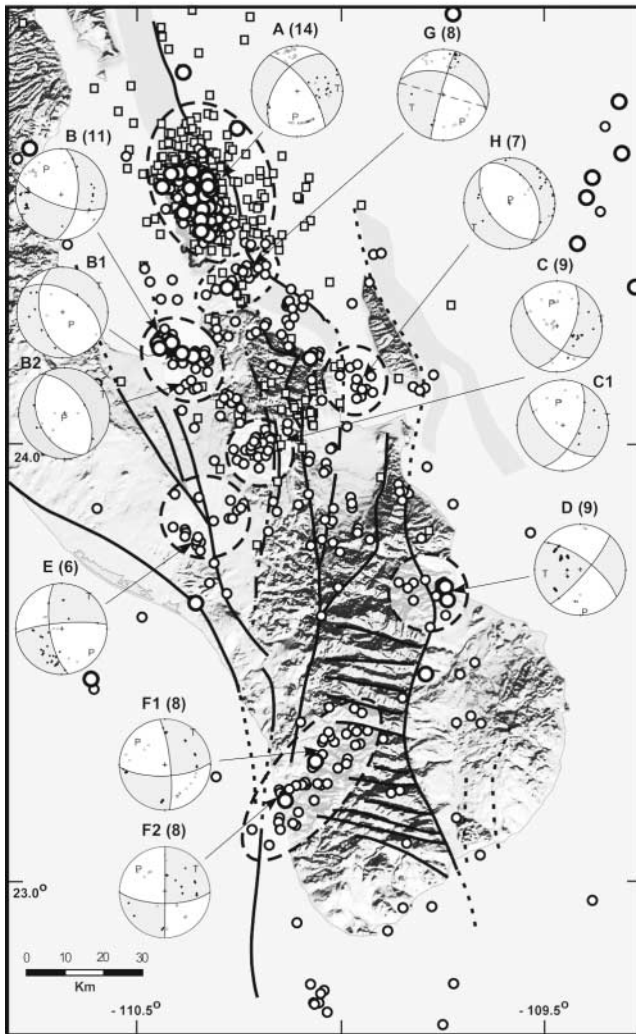 A (14)
G (8)
T
P
T
P
B (11)
P
H (7)
P
T
B1
P
C (9)
B2
P
C1
24.0°
D (9)
T
P
E (6)
T
P
F1 (8)
F2 (8)
P
T
23.0°
0 10 20 30
Km
- 110.5°
- 109.5°